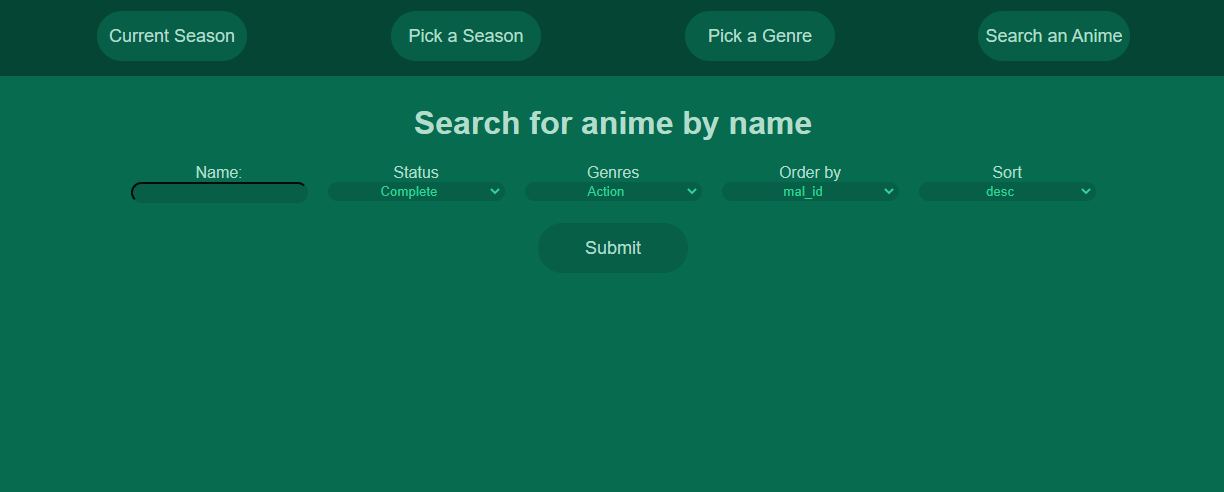 Current Season Pick a Season Pick a Genre Search an Anime
Search for anime by name
Name: Status Genres Order by Sort
Complete Action mal_id desc
Submit